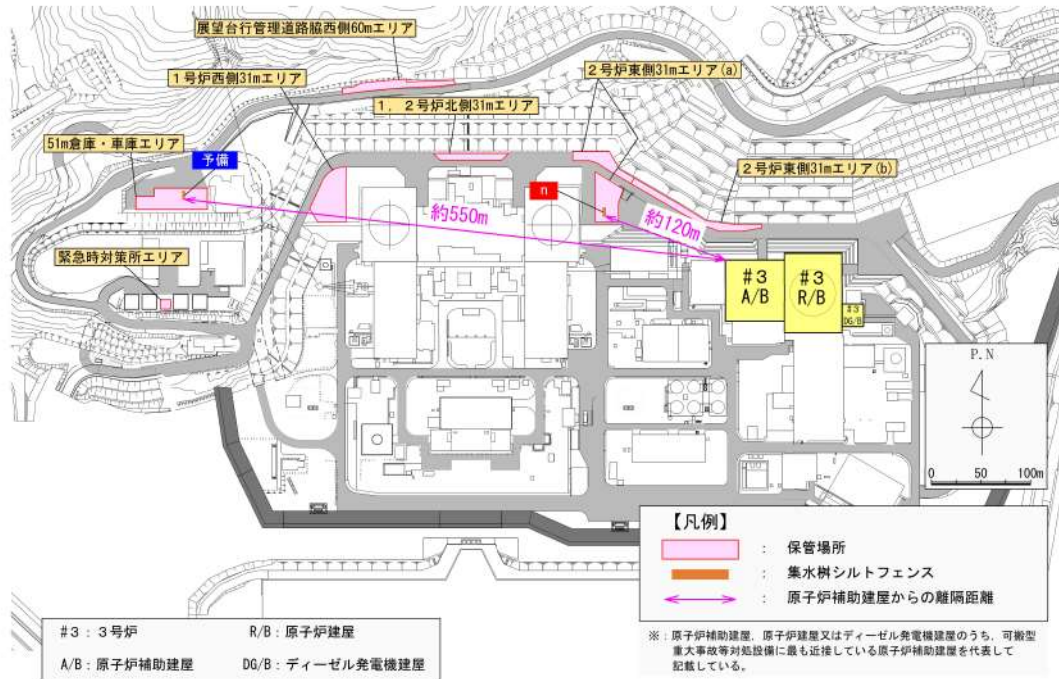 展望台行管理道路脇西側60mエリア
1号炉西側31mエリア
2号炉東側31mエリア(a)
1．2号炉北側31mエリア
51m倉庫・車庫エリア
予備
2号炉東側31mエリア(b)
n
約550m
約120m
緊急時対策所エリア
#3
A/B
#3
R/B
#3
DG/B
P.N
0 50 100m
【凡例】
： 保管場所
： 集水桝シルトフェンス
： 原子炉補助建屋からの離隔距離
#3：3号炉 R/B：原子炉建屋
A/B：原子炉補助建屋 DG/B：ディーゼル発電機建屋
※：原子炉補助建屋，原子炉建屋又はディーゼル発電機建屋のうち，可搬型
重大事故等対処設備に最も近接している原子炉補助建屋を代表して
記載している。